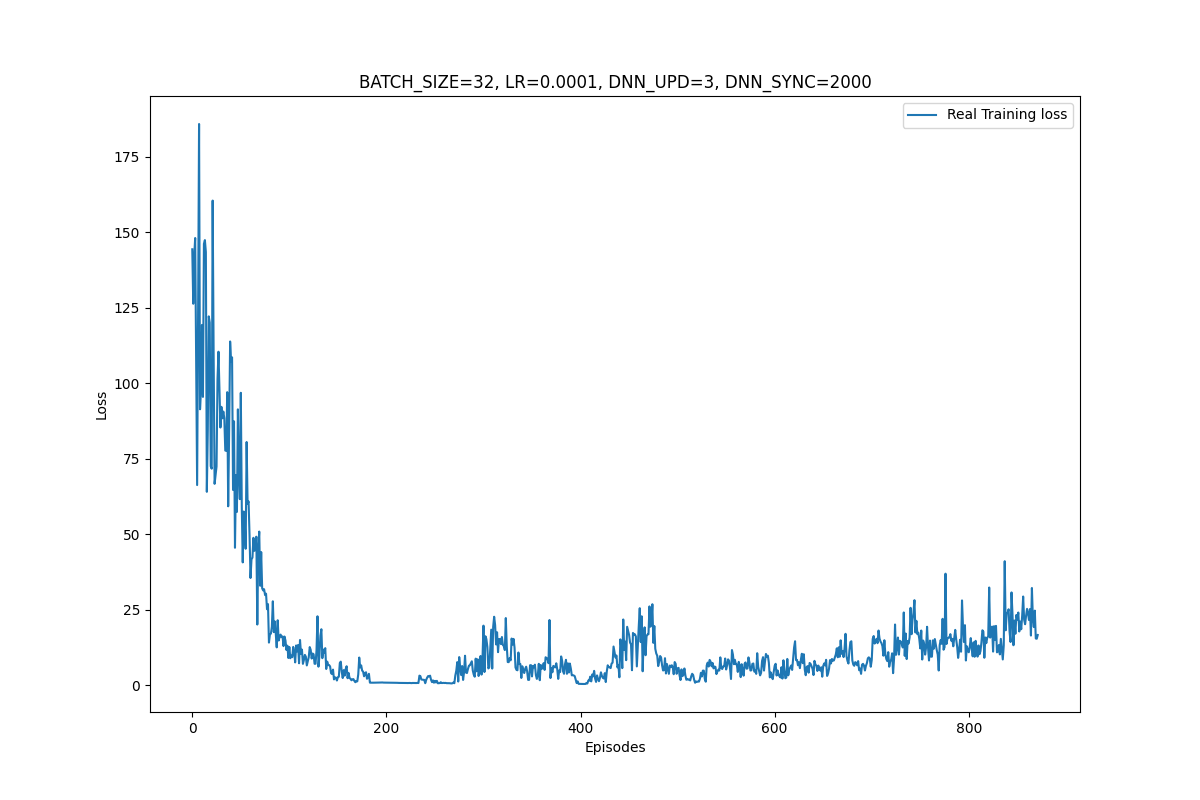 BATCH_SIZE=32, LR=0.0001, DNN_UPD=3, DNN_SYNC=2000
Real Training loss
175
150
125
100
75
50
25
0
Loss
0 200 400 600 800
Episodes